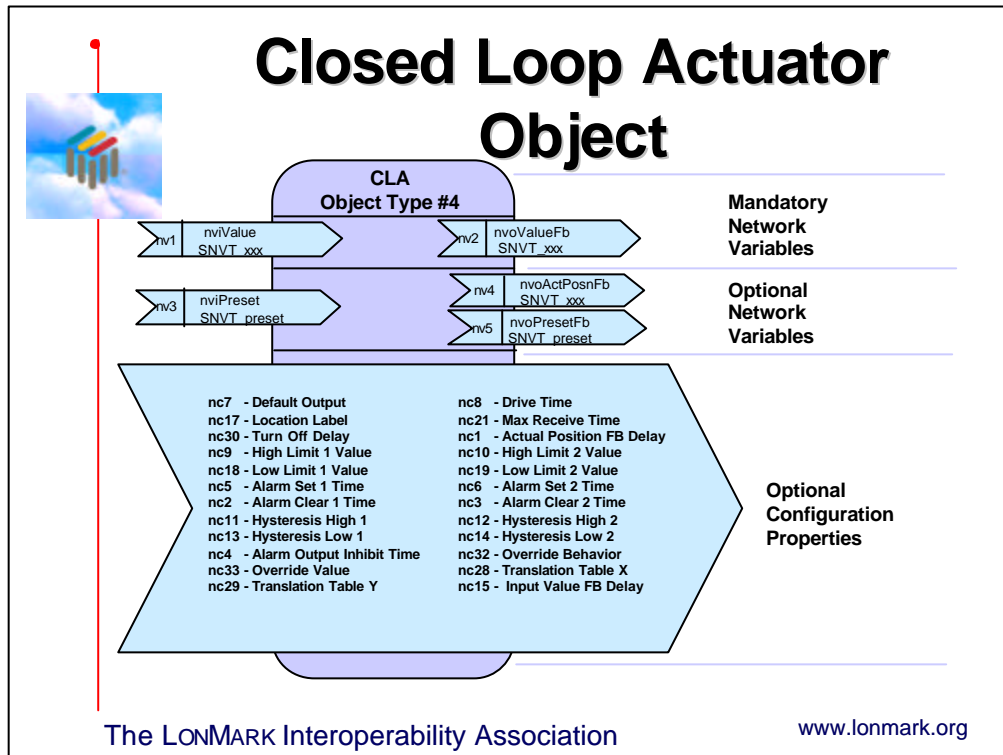 Closed Loop Actuator
Object
CLA
Object Type #4
nv1 nviValue
SNVT_xxx
nv2 nvoValueFb
SNVT_xxx
Mandatory
Network
Variables
nv3 nviPreset
SNVT_preset
nv4 nvoActPosnFb
SNVT_xxx
nv5 nvoPresetFb
SNVT_preset
Optional
Network
Variables
nc7 - Default Output
nc17 - Location Label
nc30 - Turn Off Delay
nc9 - High Limit 1 Value
nc18 - Low Limit 1 Value
nc5 - Alarm Set 1 Time
nc2 - Alarm Clear 1 Time
nc11 - Hysteresis High 1
nc13 - Hysteresis Low 1
nc4 - Alarm Output Inhibit Time
nc33 - Override Value
nc29 - Translation Table Y
nc8 - Drive Time
nc21 - Max Receive Time
nc1 - Actual Position FB Delay
nc10 - High Limit 2 Value
nc19 - Low Limit 2 Value
nc6 - Alarm Set 2 Time
nc3 - Alarm Clear 2 Time
nc12 - Hysteresis High 2
nc14 - Hysteresis Low 2
nc32 - Override Behavior
nc28 - Translation Table X
nc15 - Input Value FB Delay
Optional
Configuration
Properties
The LONMARK Interoperability Association
www.lonmark.org